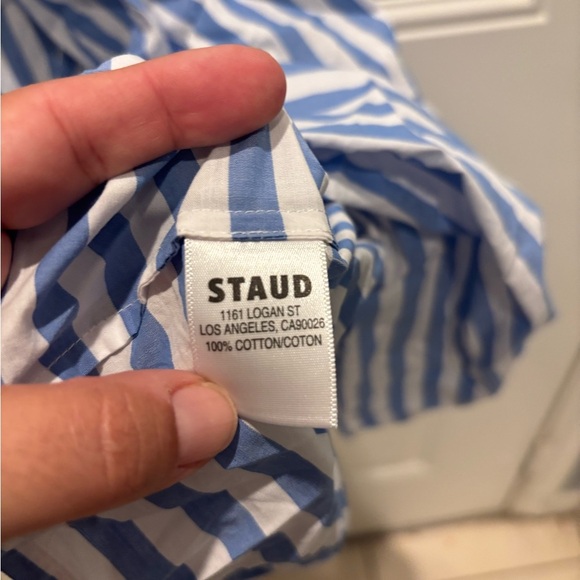 STAUD
1161 LOGAN ST
LOS ANGELES, CA90026
100% COTTON/COTON